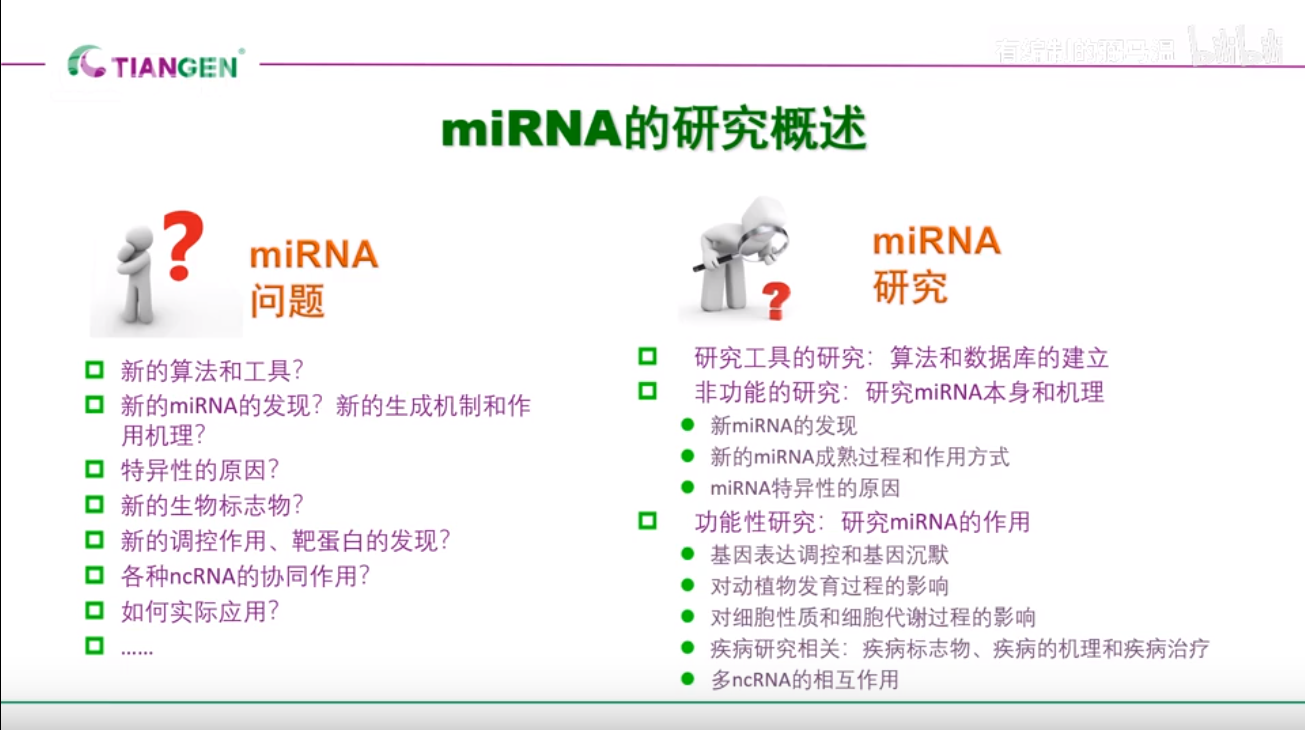 TIANGEN
miRNA的研究概述
miRNA
问题
新的算法和工具？
新的miRNA的发现？新的生成机制和作
用机理？
特异性的原因？
新的生物标志物？
新的调控作用、靶蛋白的发现？
各种ncRNA的协同作用？
如何实际应用？
……
miRNA
研究
研究工具的研究：算法和数据库的建立
非功能的研究：研究miRNA本身和机理
新miRNA的发现
新的miRNA成熟过程和作用方式
miRNA特异性的原因
功能性研究：研究miRNA的作用
基因表达调控和基因沉默
对动植物发育过程的影响
对细胞性质和细胞代谢过程的影响
疾病研究相关：疾病标志物、疾病的机理和疾病治疗
多ncRNA的相互作用